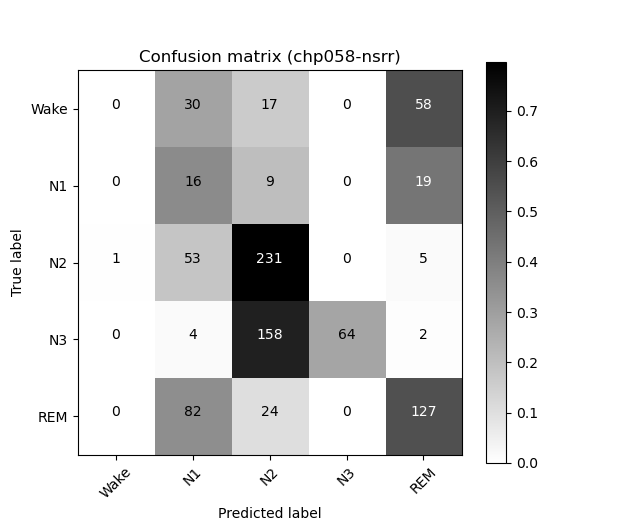 Confusion matrix (chp058-nsrr)
Wake 0 30 17 0 58
N1 0 16 9 0 19
N2 1 53 231 0 5
N3 0 4 158 64 2
REM 0 82 24 0 127
Wake N1 N2 N3 REM
True label
Predicted label
0.7
0.6
0.5
0.4
0.3
0.2
0.1
0.0